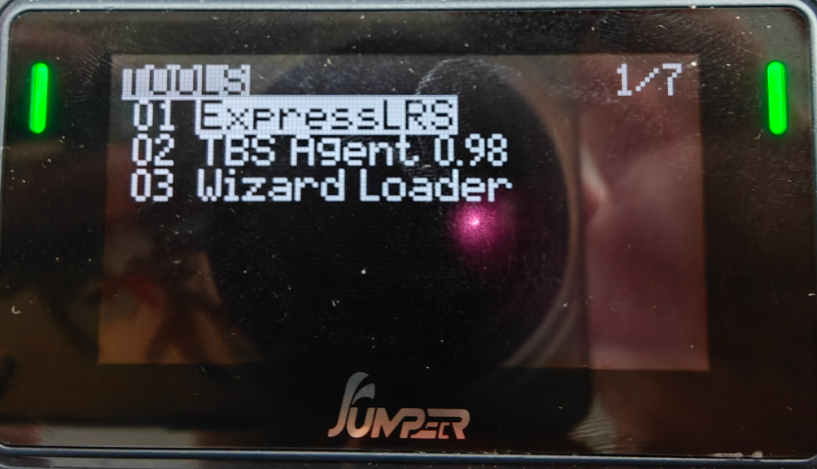 TOOLS 1/7
01 ExpressLRS
02 TBS Agent 0.98
03 Wizard Loader
JUMPER